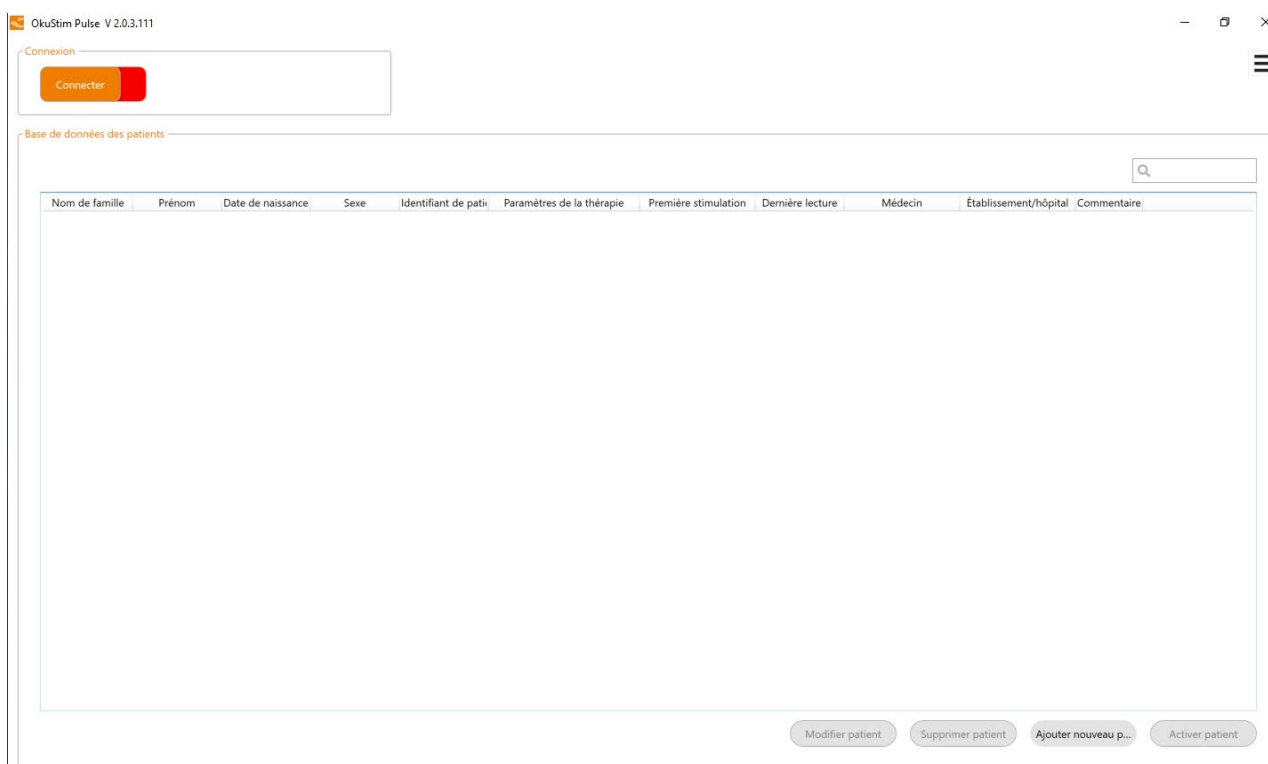 OkuStim Pulse V 2.0.3.111
Connexion
Connecter
Base de données des patients
Nom de famille Prénom Date de naissance Sexe Identifiant de patie Paramètres de la thérapie Première stimulation Dernière lecture Médecin Établissement/hôpital Commentaire
Modifier patient Supprimer patient Ajouter nouveau p... Activer patient